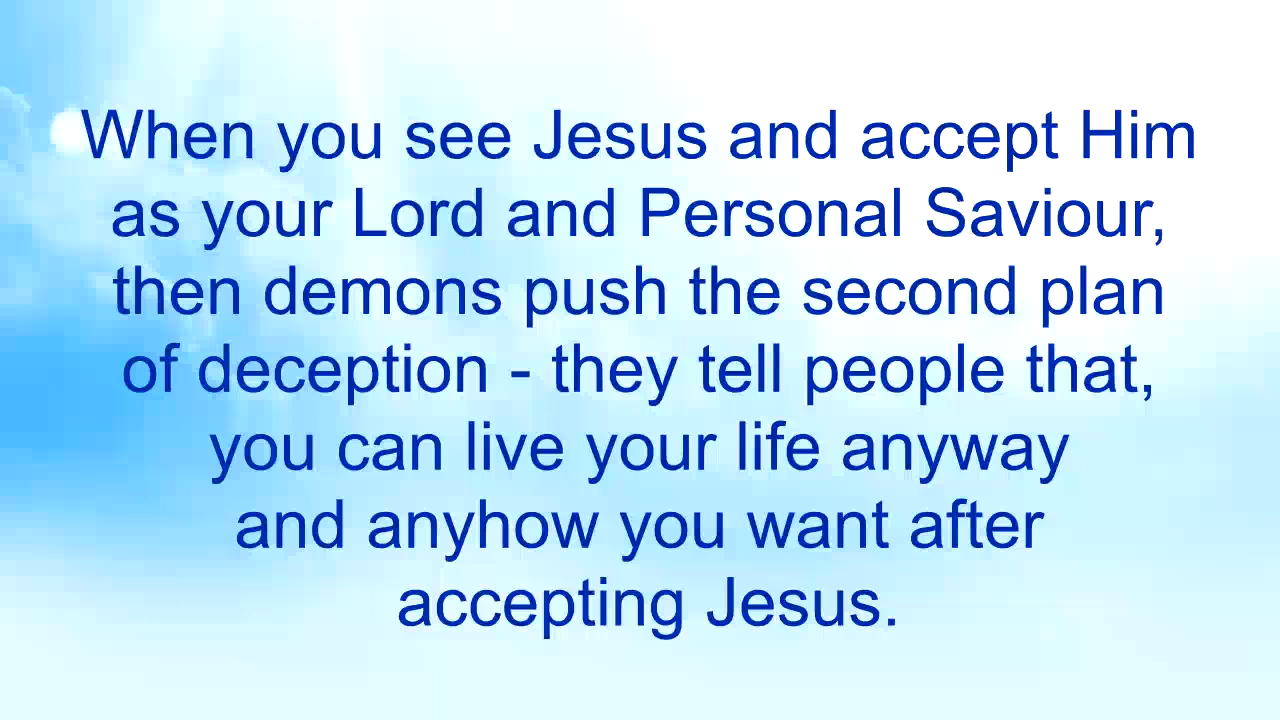 When you see Jesus and accept Him
as your Lord and Personal Saviour,
then demons push the second plan
of deception - they tell people that,
you can live your life anyway
and anyhow you want after
accepting Jesus.